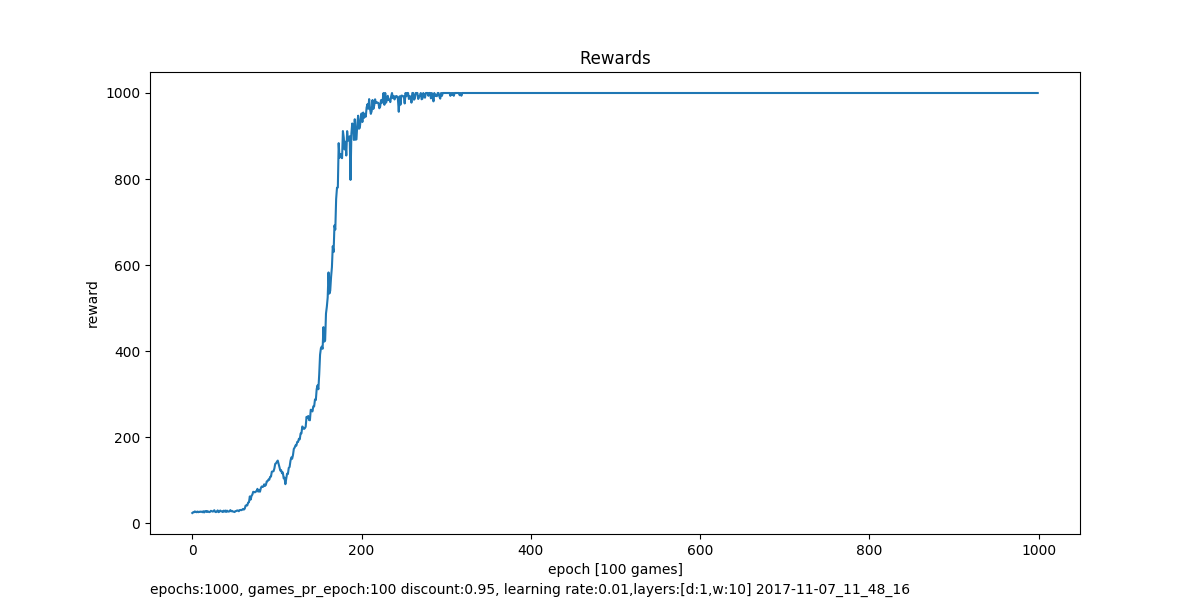 Rewards
1000
800
600
400
200
0
reward
0 200 400 600 800 1000
epoch [100 games]
epochs:1000, games_pr_epoch:100 discount:0.95, learning rate:0.01,layers:[d:1,w:10] 2017-11-07_11_48_16